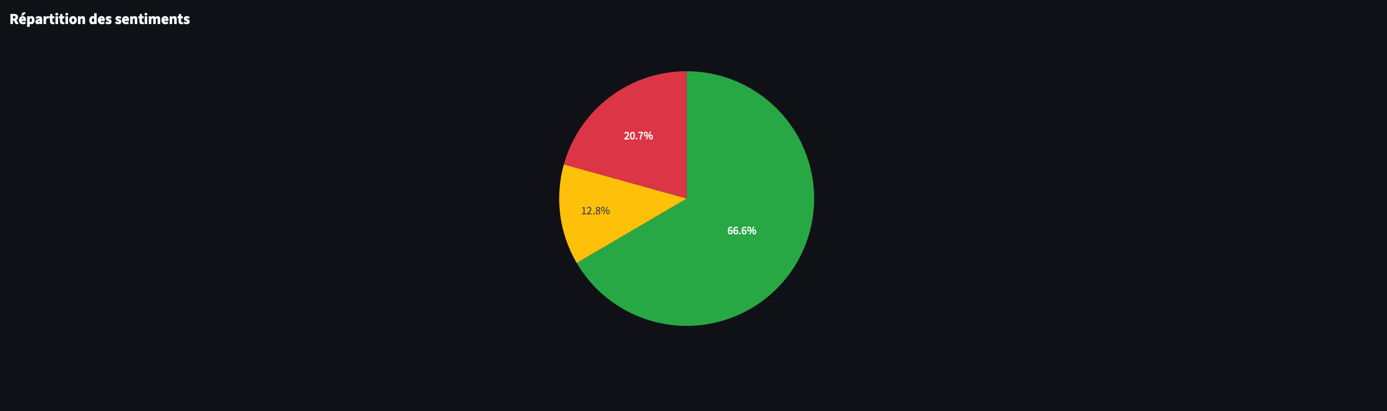 Répartition des sentiments
20.7%
12.8%
66.6%